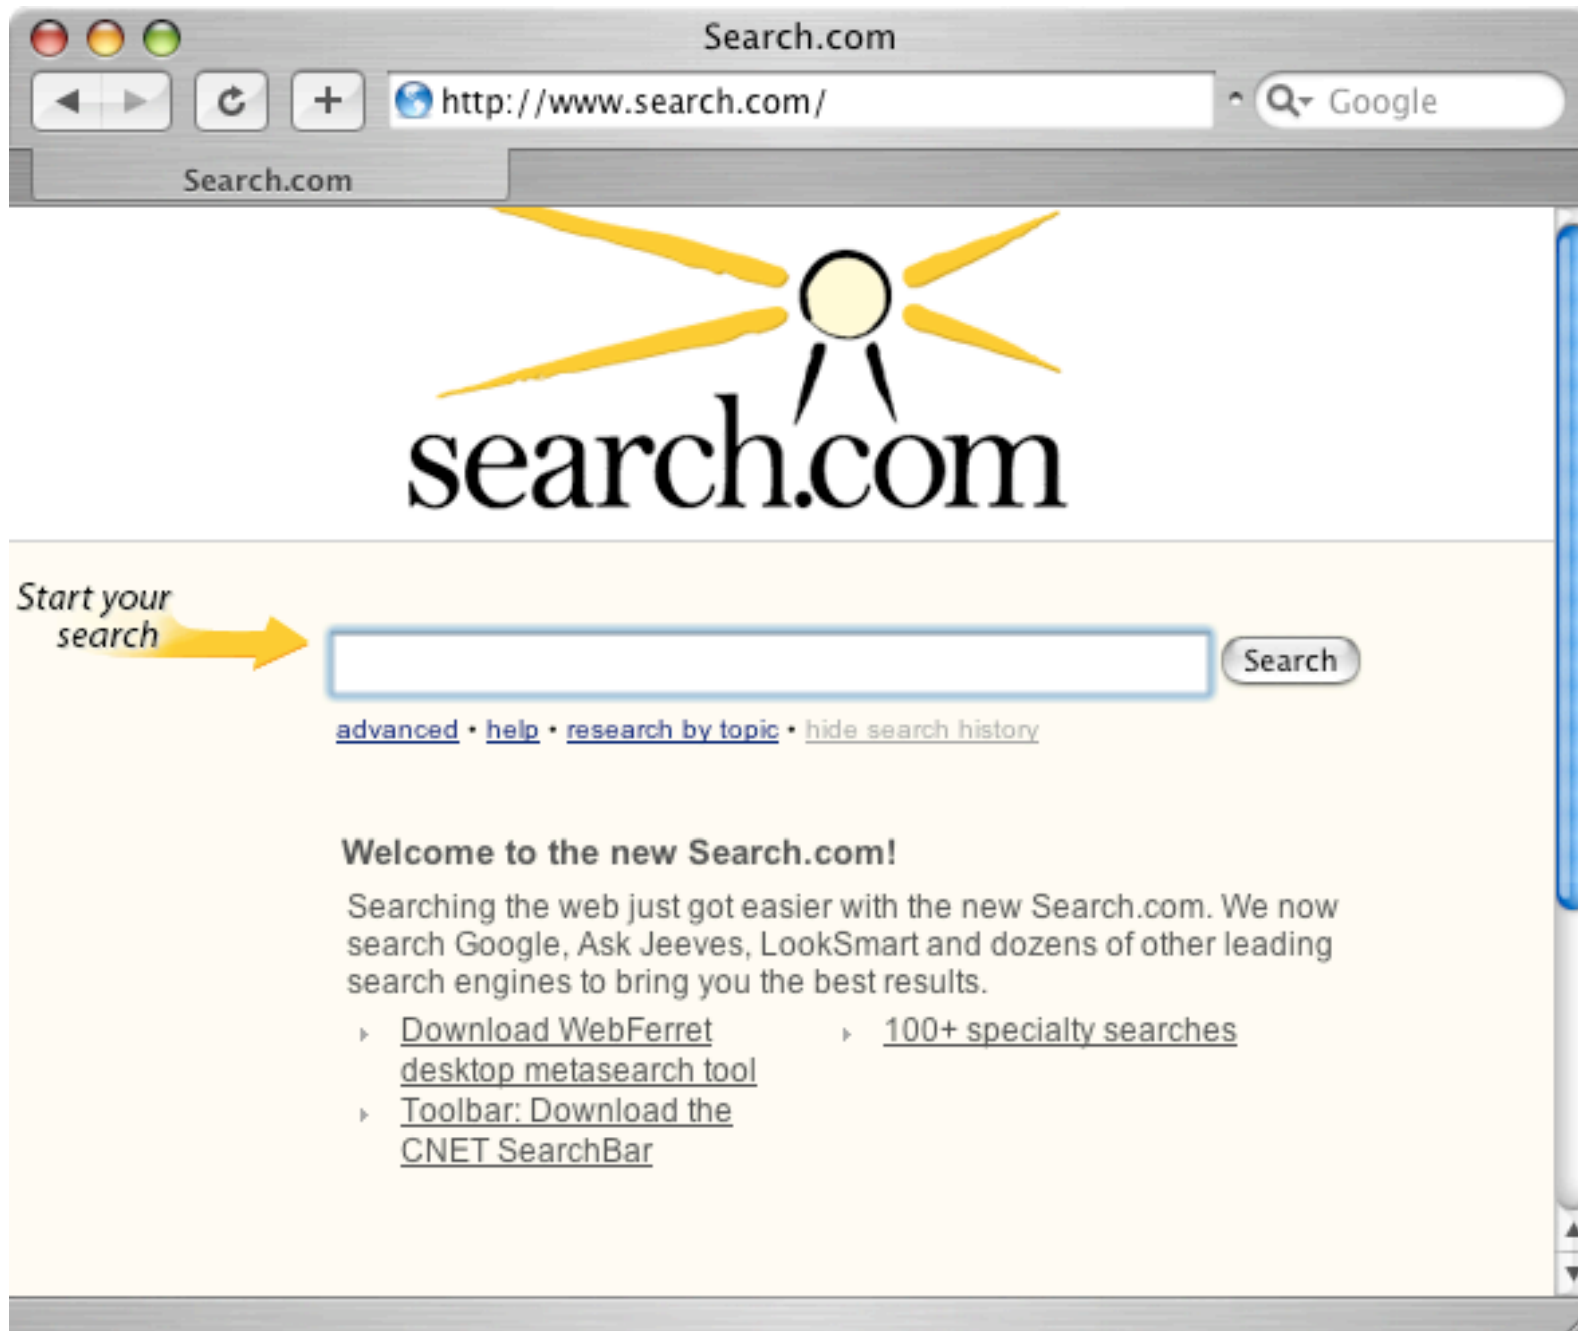 Search.com
http://www.search.com/
Google
Search.com
search.com
Start your
search
Search
advanced • help • research by topic • hide search history
Welcome to the new Search.com!
Searching the web just got easier with the new Search.com. We now
search Google, Ask Jeeves, LookSmart and dozens of other leading
search engines to bring you the best results.
Download WebFerret
desktop metasearch tool
Toolbar: Download the
CNET SearchBar
100+ specialty searches